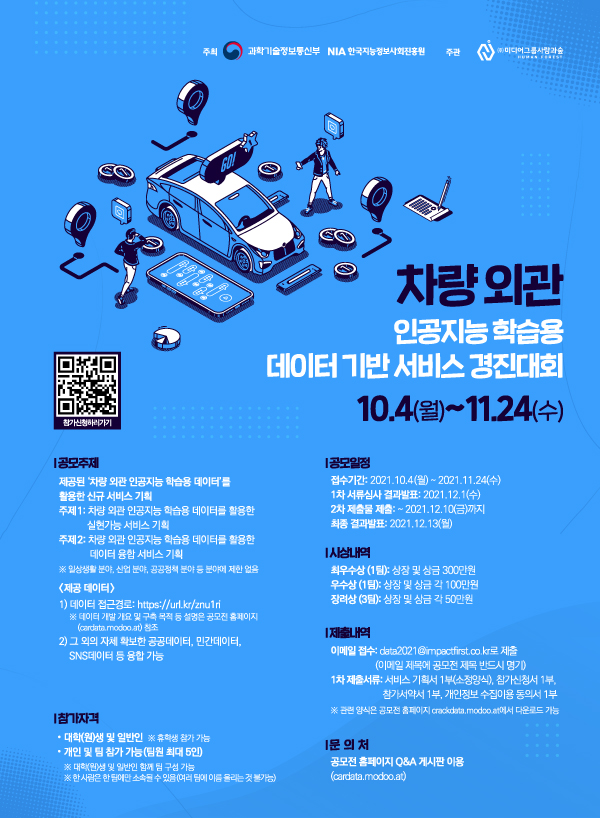 주최 과학기술정보통신부 NIA 한국지능정보사회진흥원 주관 ㈜미디어그룹사람과숲
HUMAN FOREST
GO!
차량 외관
인공지능 학습용
데이터 기반 서비스 경진대회
10.4(월)~11.24(수)
참가신청하러가기
공모주제
제공된 '차량 외관 인공지능 학습용 데이터'를
활용한 신규 서비스 기획
주제1: 차량 외관 인공지능 학습용 데이터를 활용한
실현가능 서비스 기획
주제2: 차량 외관 인공지능 학습용 데이터를 활용한
데이터 융합 서비스 기획
※ 일상생활 분야, 산업 분야, 공공정책 분야 등 분야에 제한 없음
<제공 데이터>
1) 데이터 접근경로: https://url.kr/znu1ri
※ 데이터 개발 개요 및 구축 목적 등 설명은 공모전 홈페이지
(cardata.modoo.at) 참조
2) 그 외의 자체 확보한 공공데이터, 민간데이터,
SNS데이터 등 융합 가능
참가자격
• 대학(원)생 및 일반인 ※ 휴학생 참가 가능
• 개인 및 팀 참가 가능(팀원 최대 5인)
※ 대학(원)생 및 일반인 함께 팀 구성 가능
※ 한 사람은 한 팀에만 소속될 수 있음(여러 팀에 이름 올리는 것 불가능)
공모일정
접수기간: 2021.10.4(월) ~ 2021.11.24(수)
1차 서류심사 결과발표: 2021.12.1(수)
2차 제출물 제출: ~ 2021.12.10(금)까지
최종 결과발표: 2021.12.13(월)
시상내역
최우수상 (1팀): 상장 및 상금 300만원
우수상 (1팀): 상장 및 상금 각 100만원
장려상 (3팀): 상장 및 상금 각 50만원
제출내역
이메일 접수: data2021@impactfirst.co.kr로 제출
(이메일 제목에 공모전 제목 반드시 명기)
1차 제출서류: 서비스 기획서 1부(소정양식), 참가신청서 1부,
참가서약서 1부, 개인정보 수집이용 동의서 1부
※ 관련 양식은 공모전 홈페이지 crackdata.modoo.at에서 다운로드 가능
문 의 처
공모전 홈페이지 Q&A 게시판 이용
(cardata.modoo.at)